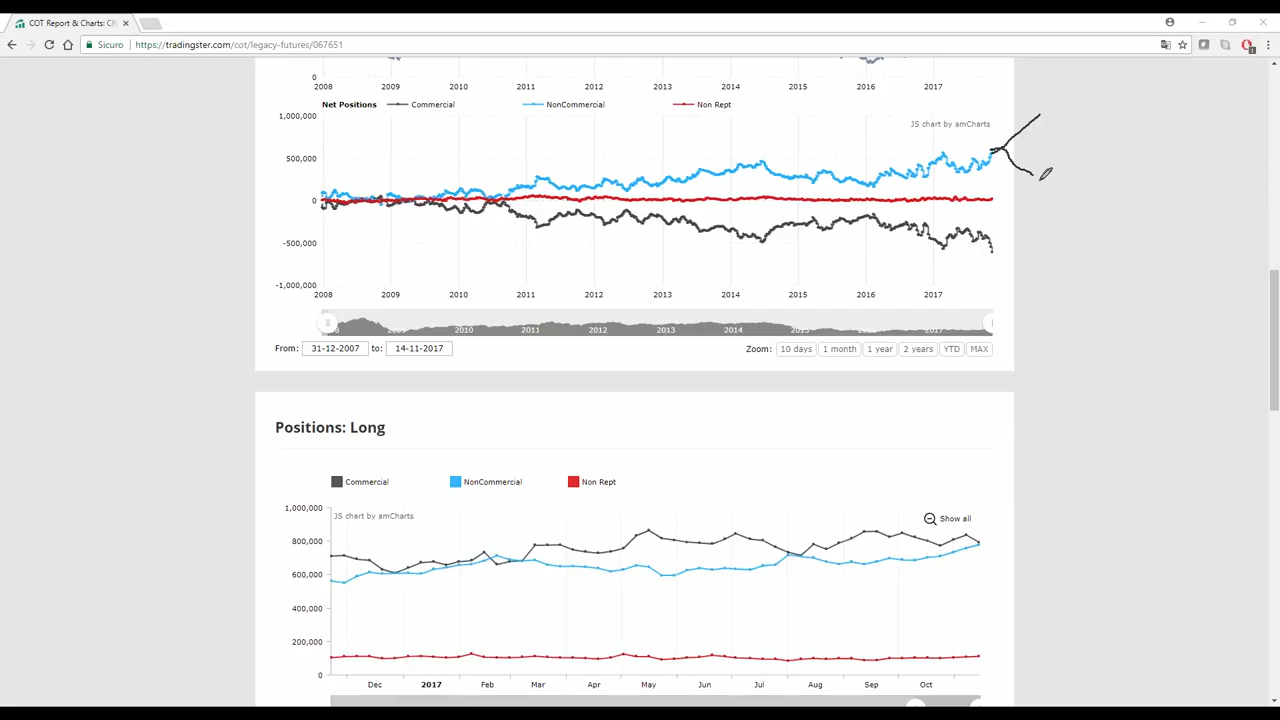 COT Report & Charts: CR
Sicuro
https://tradingster.com/cot/legacy-futures/067651
0
2008 2009 2010 2011 2012 2013 2014 2015 2016 2017
Net Positions Commercial NonCommercial Non Rept
1,000,000
JS chart by amCharts
500,000
0
-500,000
-1,000,000
2008 2009 2010 2011 2012 2013 2014 2015 2016 2017
2009 2010 2011 2012 2013 2014 2015 2016 2017
From: 31-12-2007 to: 14-11-2017 Zoom: 10 days 1 month 1 year 2 years YTD MAX
Positions: Long
Commercial NonCommercial Non Rept
1,000,000
JS chart by amCharts Show all
800,000
600,000
400,000
200,000
0
Dec 2017 Feb Mar Apr May Jun Jul Aug Sep Oct